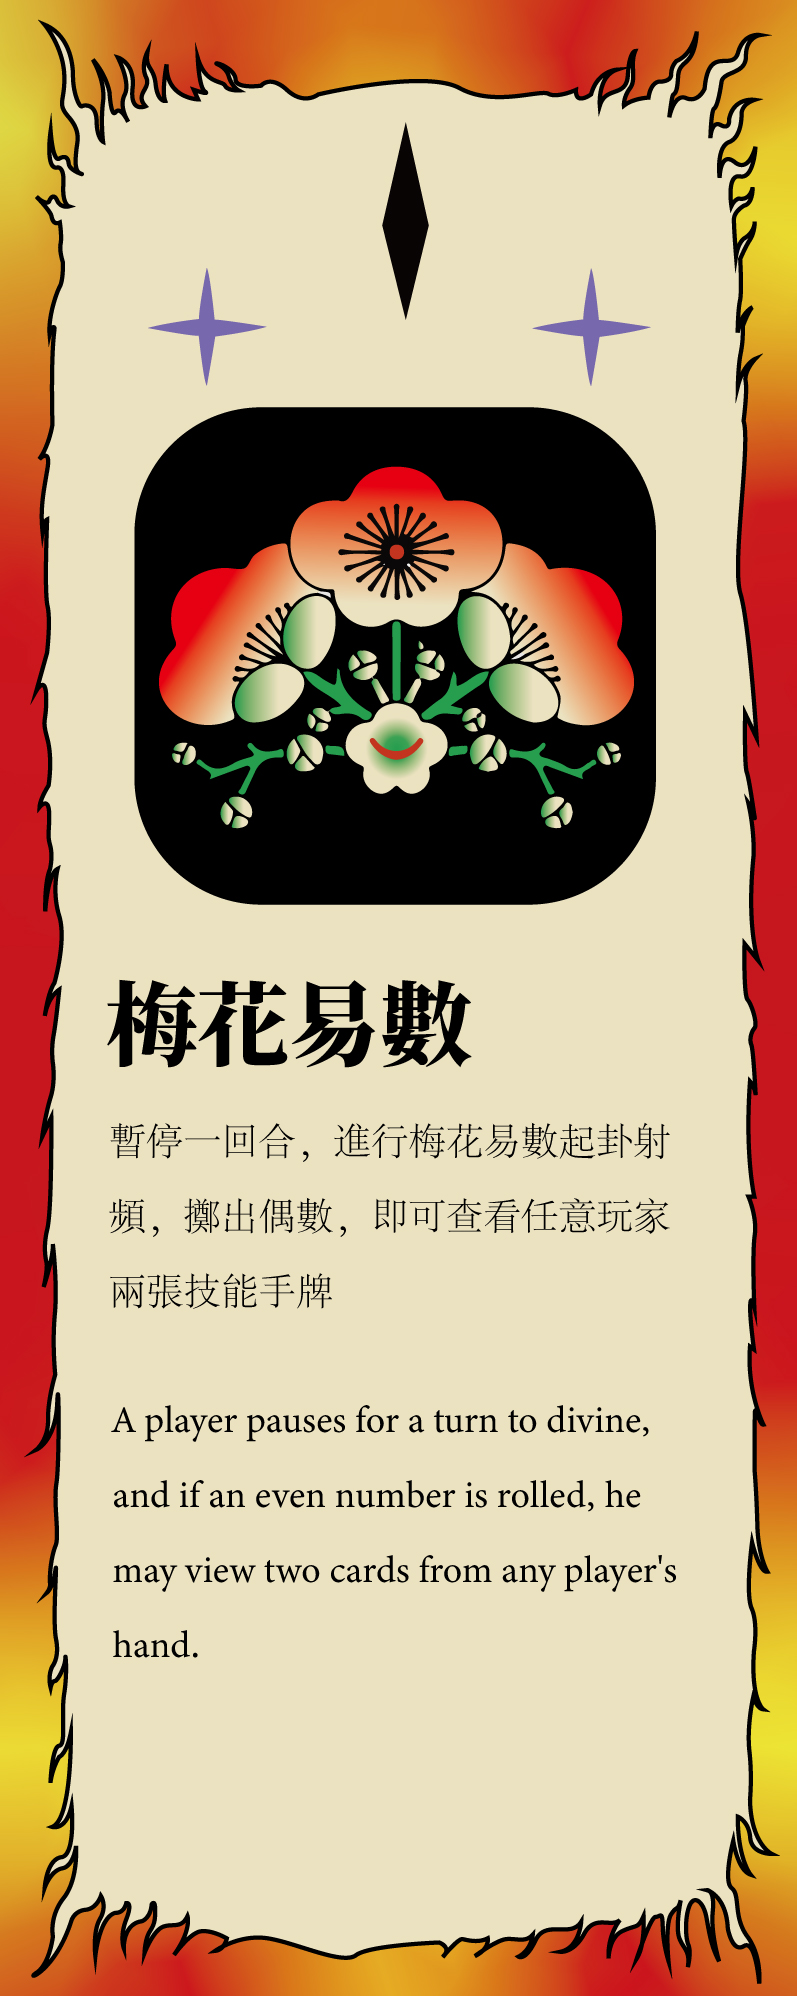 梅花易數
暫停一回合，進行梅花易數起卦射
頻，擲出偶數，即可查看任意玩家
兩張技能手牌
A player pauses for a turn to divine,
and if an even number is rolled, he
may view two cards from any player's
hand.